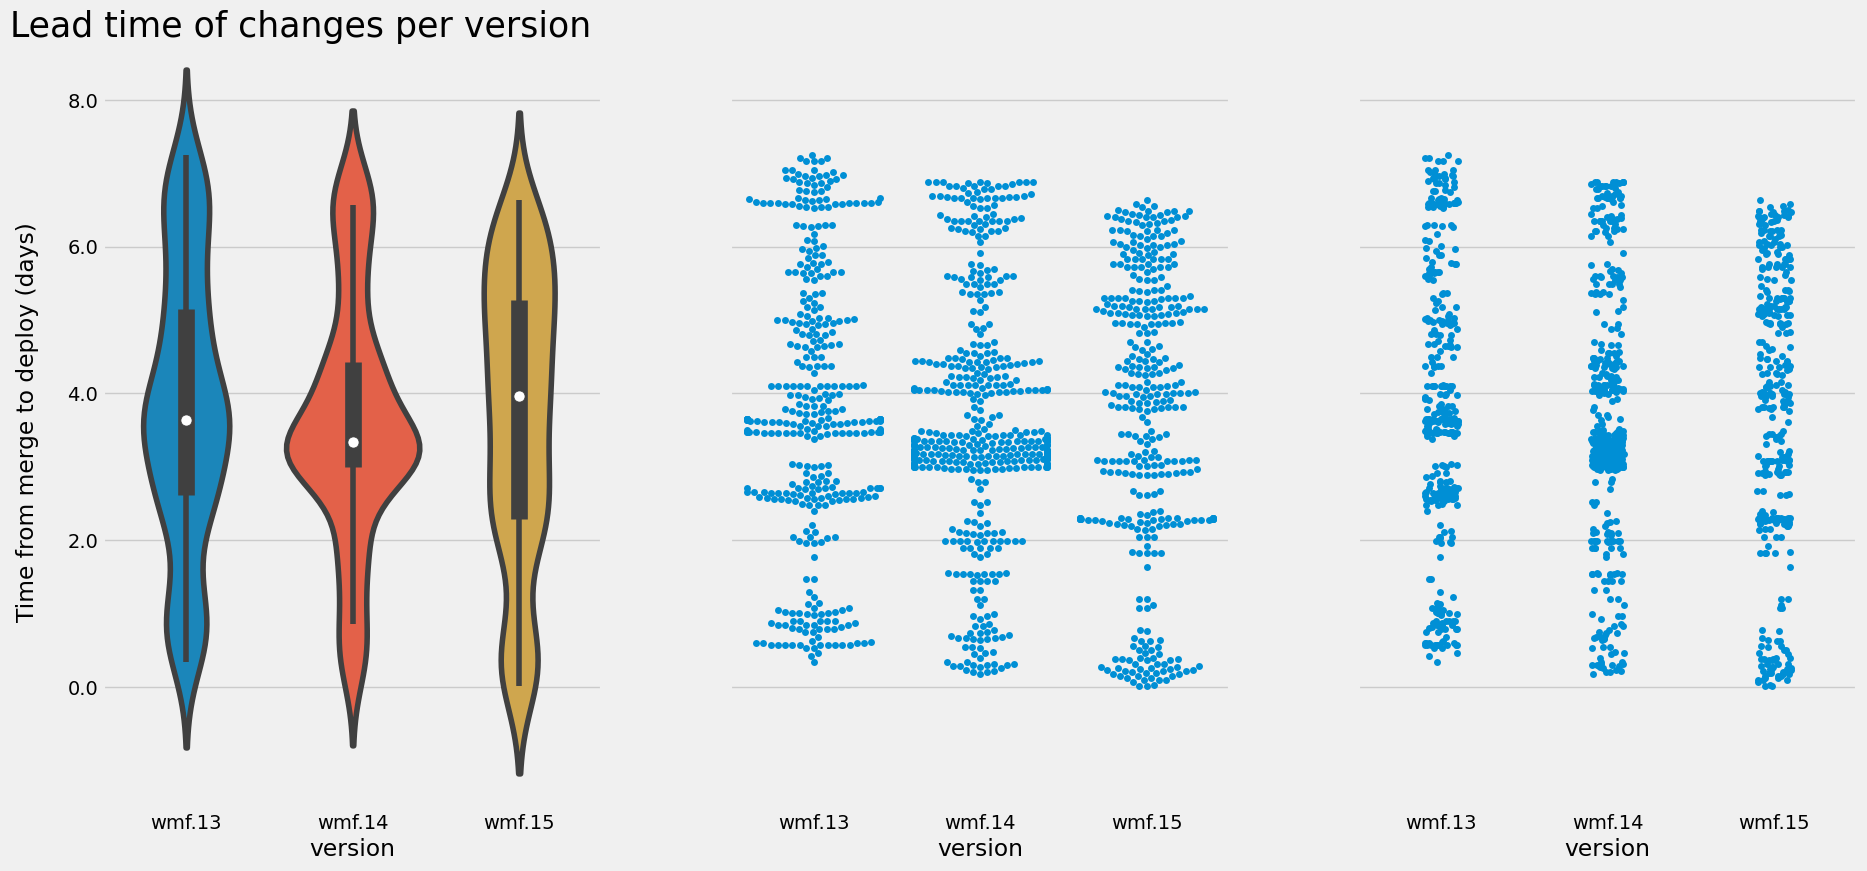 Lead time of changes per version
Time from merge to deploy (days)
8.0
6.0
4.0
2.0
0.0
wmf.13 wmf.14 wmf.15
version
wmf.13 wmf.14 wmf.15
version
wmf.13 wmf.14 wmf.15
version